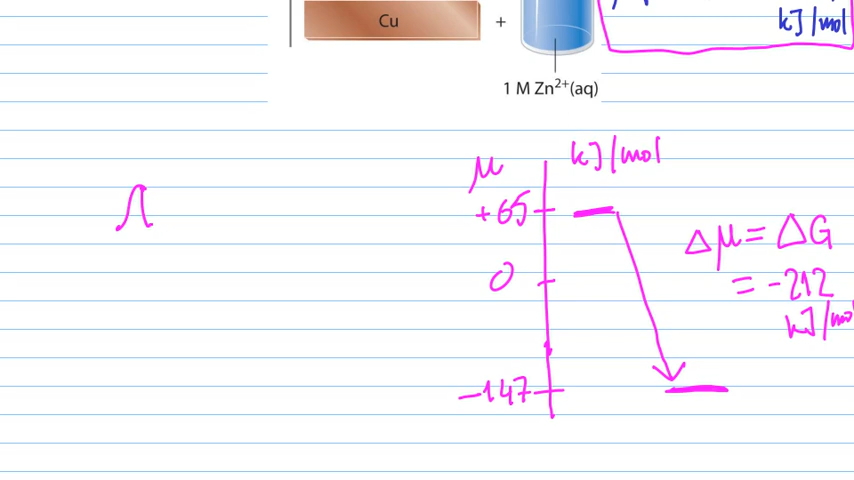 kJ/mol
Cu +
1 M Zn²⁺(aq)
μ kJ/mol
+65
Δμ = ΔG
0
= -212
kJ/mol
-147